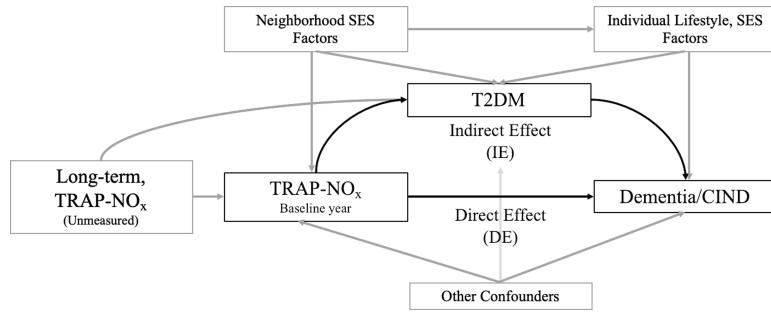 Neighborhood SES
Factors
Individual Lifestyle, SES
Factors
T2DM
Indirect Effect
(IE)
Long-term,
TRAP-NOₓ
(Unmeasured)
TRAP-NOₓ
Baseline year
Direct Effect
(DE)
Dementia/CIND
Other Confounders